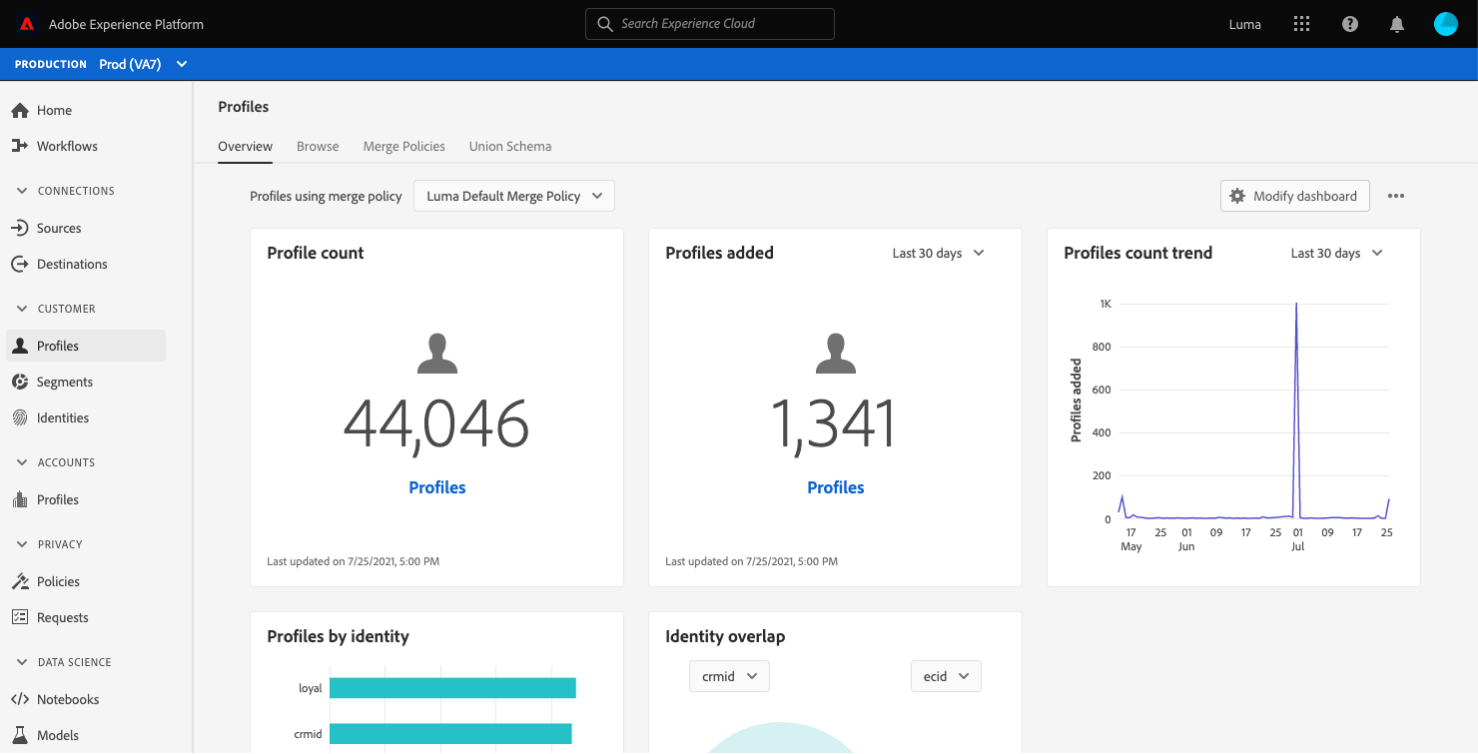 Adobe Experience Platform
Search Experience Cloud
Luma
PRODUCTION Prod (VA7)
Home
Workflows
CONNECTIONS
Sources
Destinations
CUSTOMER
Profiles
Segments
Identities
ACCOUNTS
Profiles
PRIVACY
Policies
Requests
DATA SCIENCE
Notebooks
Models
Profiles
Overview Browse Merge Policies Union Schema
Profiles using merge policy Luma Default Merge Policy
Modify dashboard
Profile count
44,046
Profiles
Last updated on 7/25/2021, 5:00 PM
Profiles added Last 30 days
1,341
Profiles
Last updated on 7/25/2021, 5:00 PM
Profiles count trend Last 30 days
Profiles added
1K
800
600
400
200
0
17 25 01 09 17 25 01 09 17 25
May Jun Jul
Profiles by identity
loyal
crmid
Identity overlap
crmid ecid